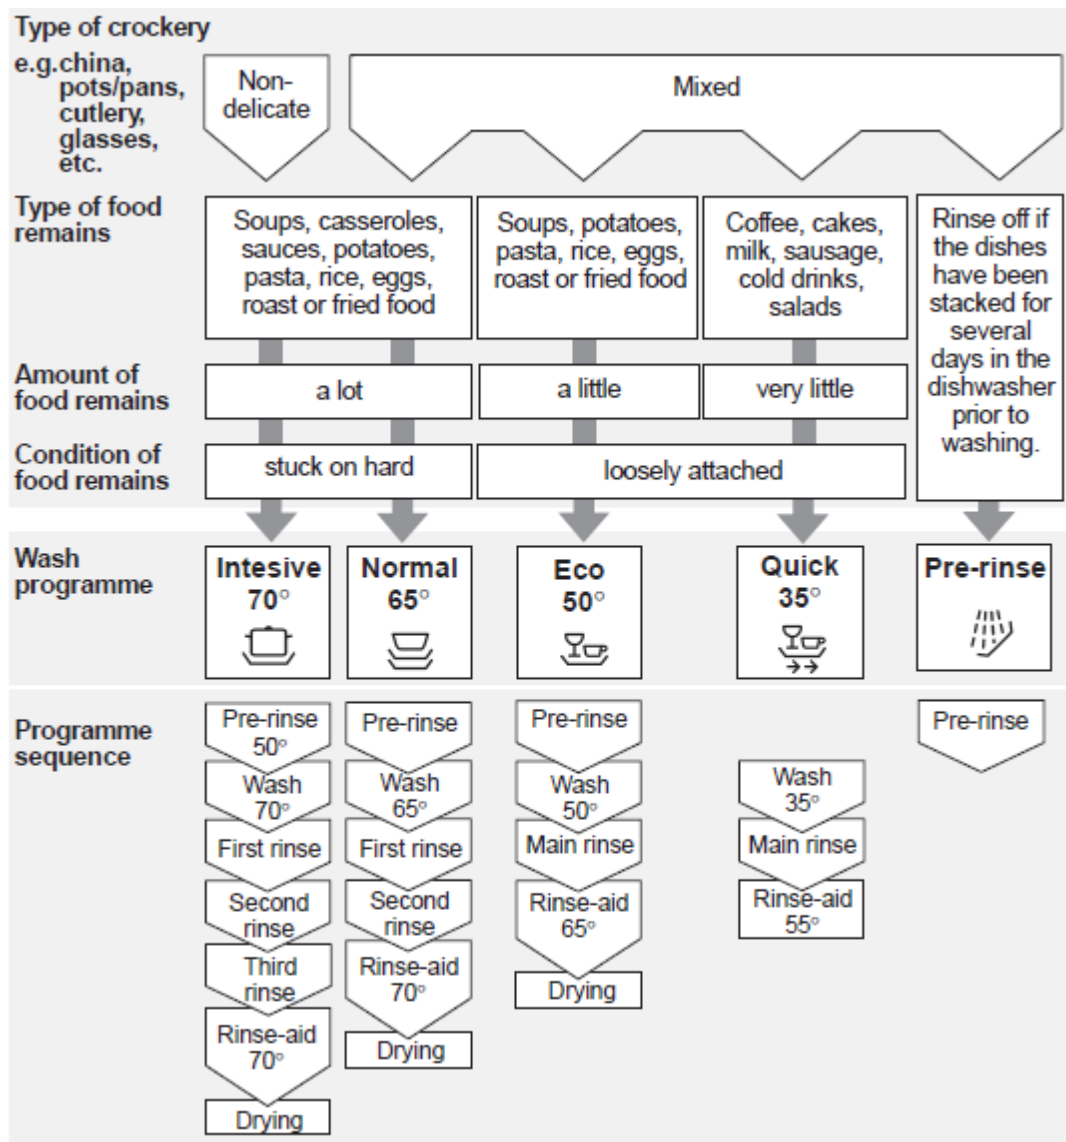 Type of crockery
e.g.china,
pots/pans,
cutlery,
glasses,
etc.
Non-
delicate
Mixed
Type of food
remains
Soups, casseroles,
sauces, potatoes,
pasta, rice, eggs,
roast or fried food
Soups, potatoes,
pasta, rice, eggs,
roast or fried food
Coffee, cakes,
milk, sausage,
cold drinks,
salads
Rinse off if
the dishes
have been
stacked for
several
days in the
dishwasher
prior to
washing.
Amount of
food remains
a lot
a little
very little
Condition of
food remains
stuck on hard
loosely attached
Wash
programme
Intesive
70°
Normal
65°
Eco
50°
Quick
35°
Pre-rinse
Programme
sequence
Pre-rinse
50°
Wash
70°
First rinse
Second
rinse
Third
rinse
Rinse-aid
70°
Drying
Pre-rinse
Wash
65°
First rinse
Second
rinse
Rinse-aid
70°
Drying
Pre-rinse
Wash
50°
Main rinse
Rinse-aid
65°
Drying
Wash
35°
Main rinse
Rinse-aid
55°
Pre-rinse